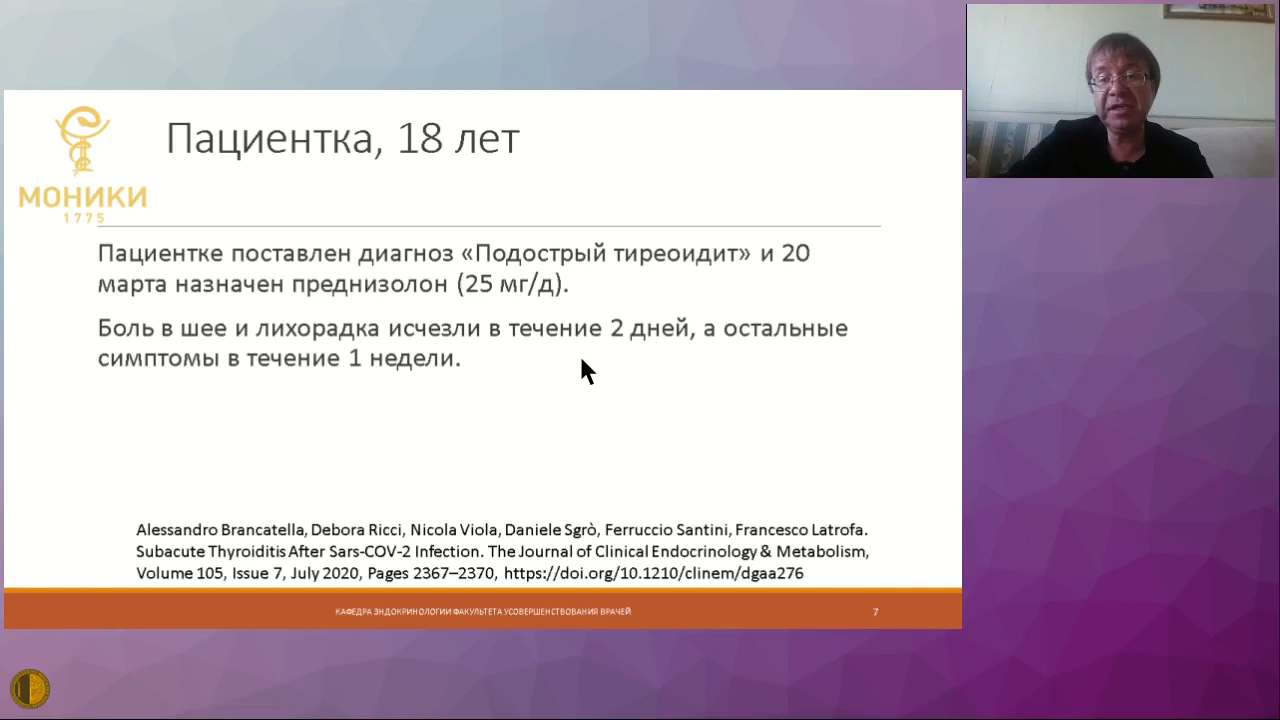 МОНИКИ
1775
Пациентка, 18 лет
Пациентке поставлен диагноз «Подострый тиреоидит» и 20
марта назначен преднизолон (25 мг/д).
Боль в шее и лихорадка исчезли в течение 2 дней, а остальные
симптомы в течение 1 недели.
Alessandro Brancatella, Debora Ricci, Nicola Viola, Daniele Sgrò, Ferruccio Santini, Francesco Latrofa.
Subacute Thyroiditis After Sars-COV-2 Infection. The Journal of Clinical Endocrinology & Metabolism,
Volume 105, Issue 7, July 2020, Pages 2367–2370, https://doi.org/10.1210/clinem/dgaa276
КАФЕДРА ЭНДОКРИНОЛОГИИ ФАКУЛЬТЕТА УСОВЕРШЕНСТВОВАНИЯ ВРАЧЕЙ
7